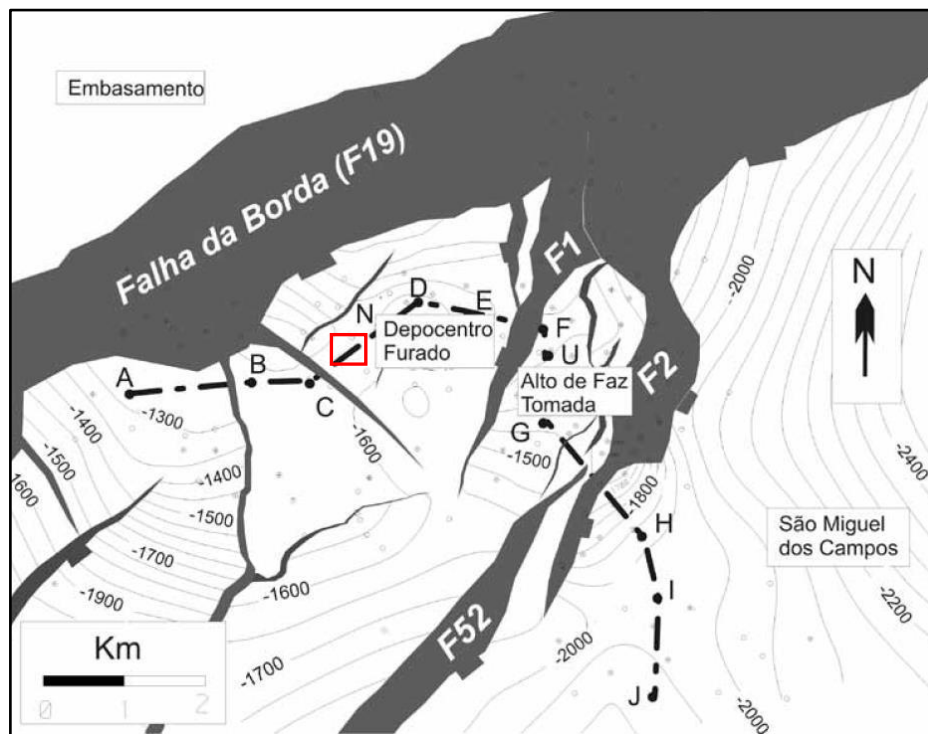 Embasamento
Falha da Borda (F19)
F1
N
-2000
D
E
N
F
Depocentro
Furado
U
F2
A
B
C
Alto de Faz
Tomada
-1300
-1400
-1600
G
-1500
-1400
-1500
-2400
1600
-1500
-1800
H
São Miguel
dos Campos
-1700
-1600
I
-1900
-2200
F52
Km
-2000
-1700
J
0 1 2
-2000